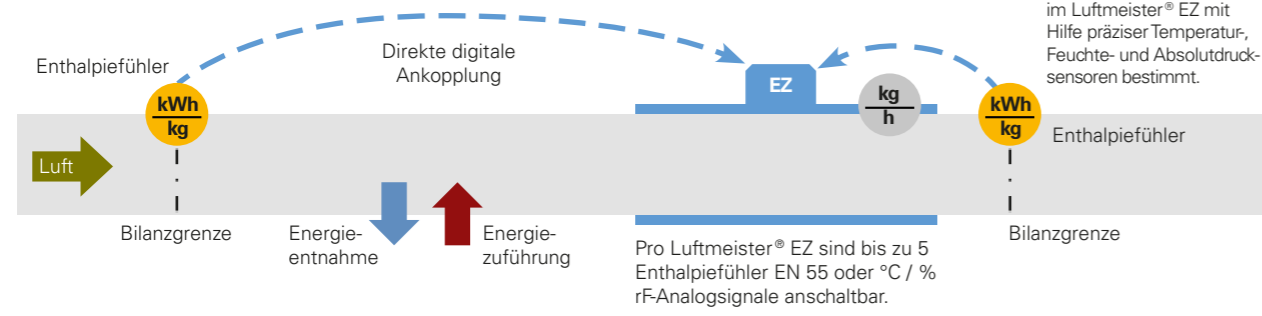 im Luftmeister® EZ mit
Hilfe präziser Temperatur-,
Feuchte- und Absolutdruck-
sensoren bestimmt.
Enthalpiefühler
Direkte digitale
Ankopplung
kWh
kg
EZ
kg
h
kWh
kg
Enthalpiefühler
Luft
Bilanzgrenze
Energie-
entnahme
Energie-
zuführung
Pro Luftmeister® EZ sind bis zu 5
Enthalpiefühler EN 55 oder °C / %
rF-Analogsignale anschaltbar.
Bilanzgrenze